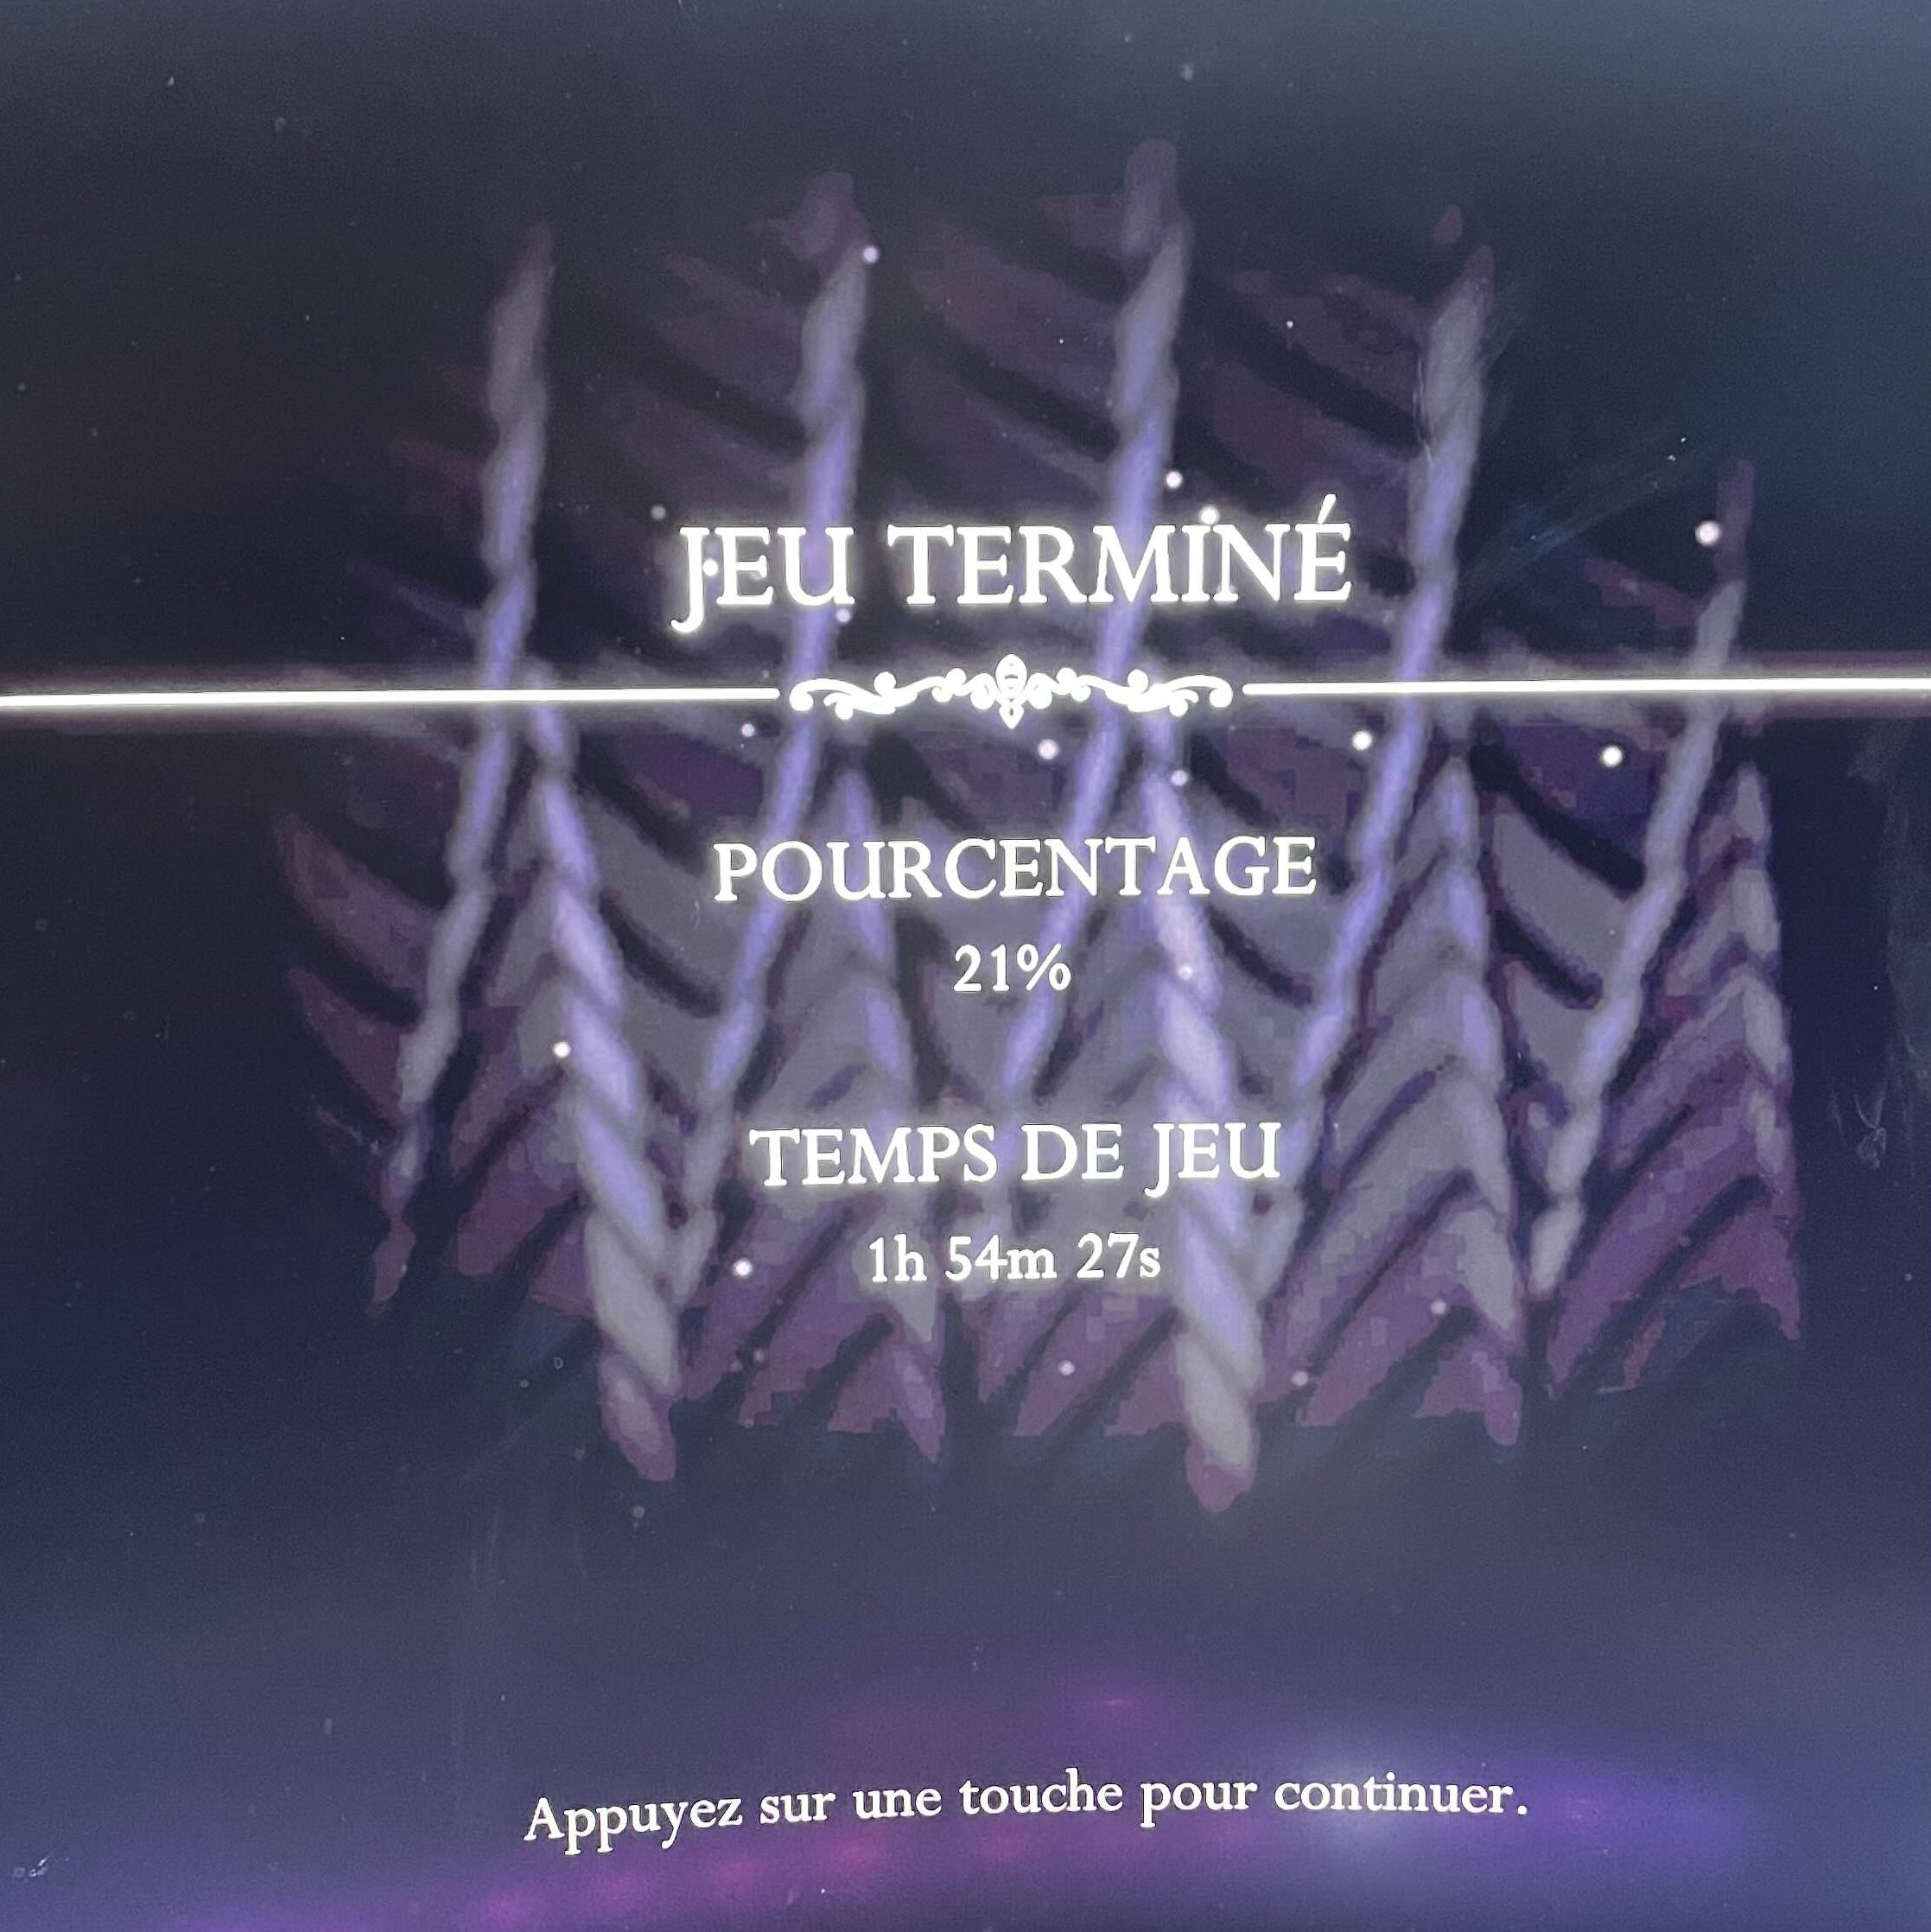 JEU TERMINÉ
POURCENTAGE
21%
TEMPS DE JEU
1h 54m 27s
Appuyez sur une touche pour continuer.